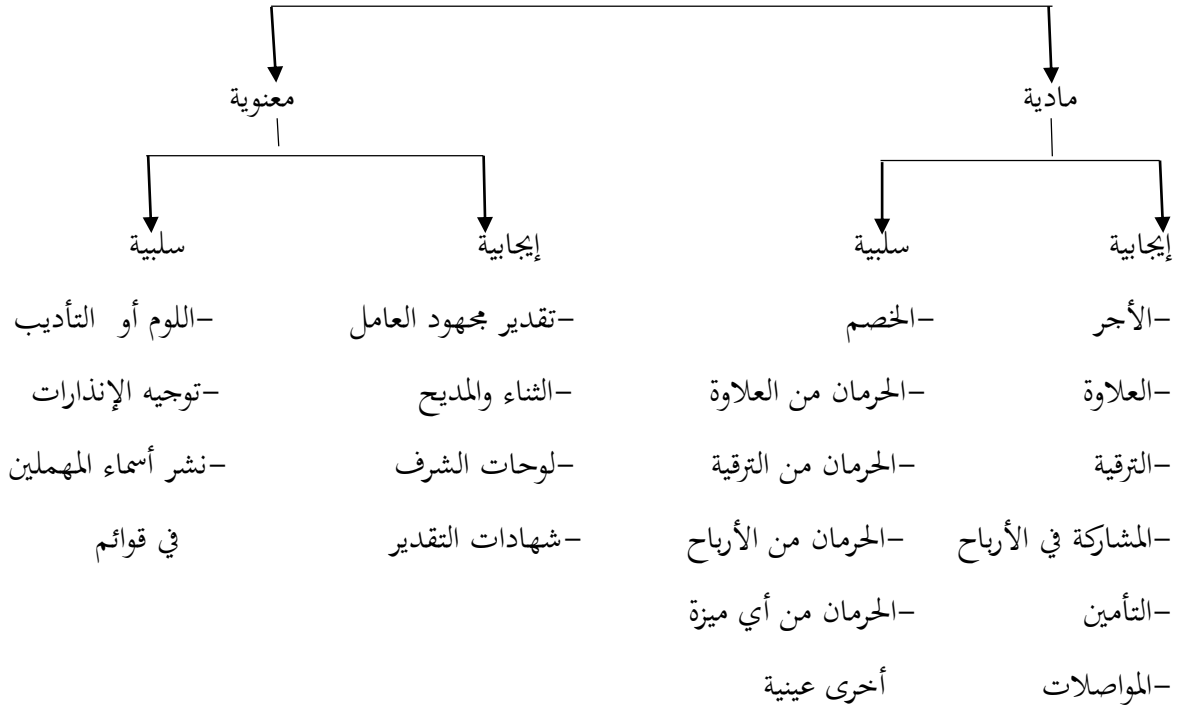 مادية
معنوية
إيجابية
سلبية
إيجابية
سلبية
-الأجر
-الخصم
-تقدير مجهود العامل
-اللوم أو التأديب
-العلاوة
-الحرمان من العلاوة
-الثناء والمديح
-توجيه الإنذارات
-الترقية
-الحرمان من الترقية
-لوحات الشرف
-نشر أسماء المهملين
-المشاركة في الأرباح
-الحرمان من الأرباح
-شهادات التقدير
في قوائم
-التأمين
-الحرمان من أي ميزة
-المواصلات
أخرى عينية